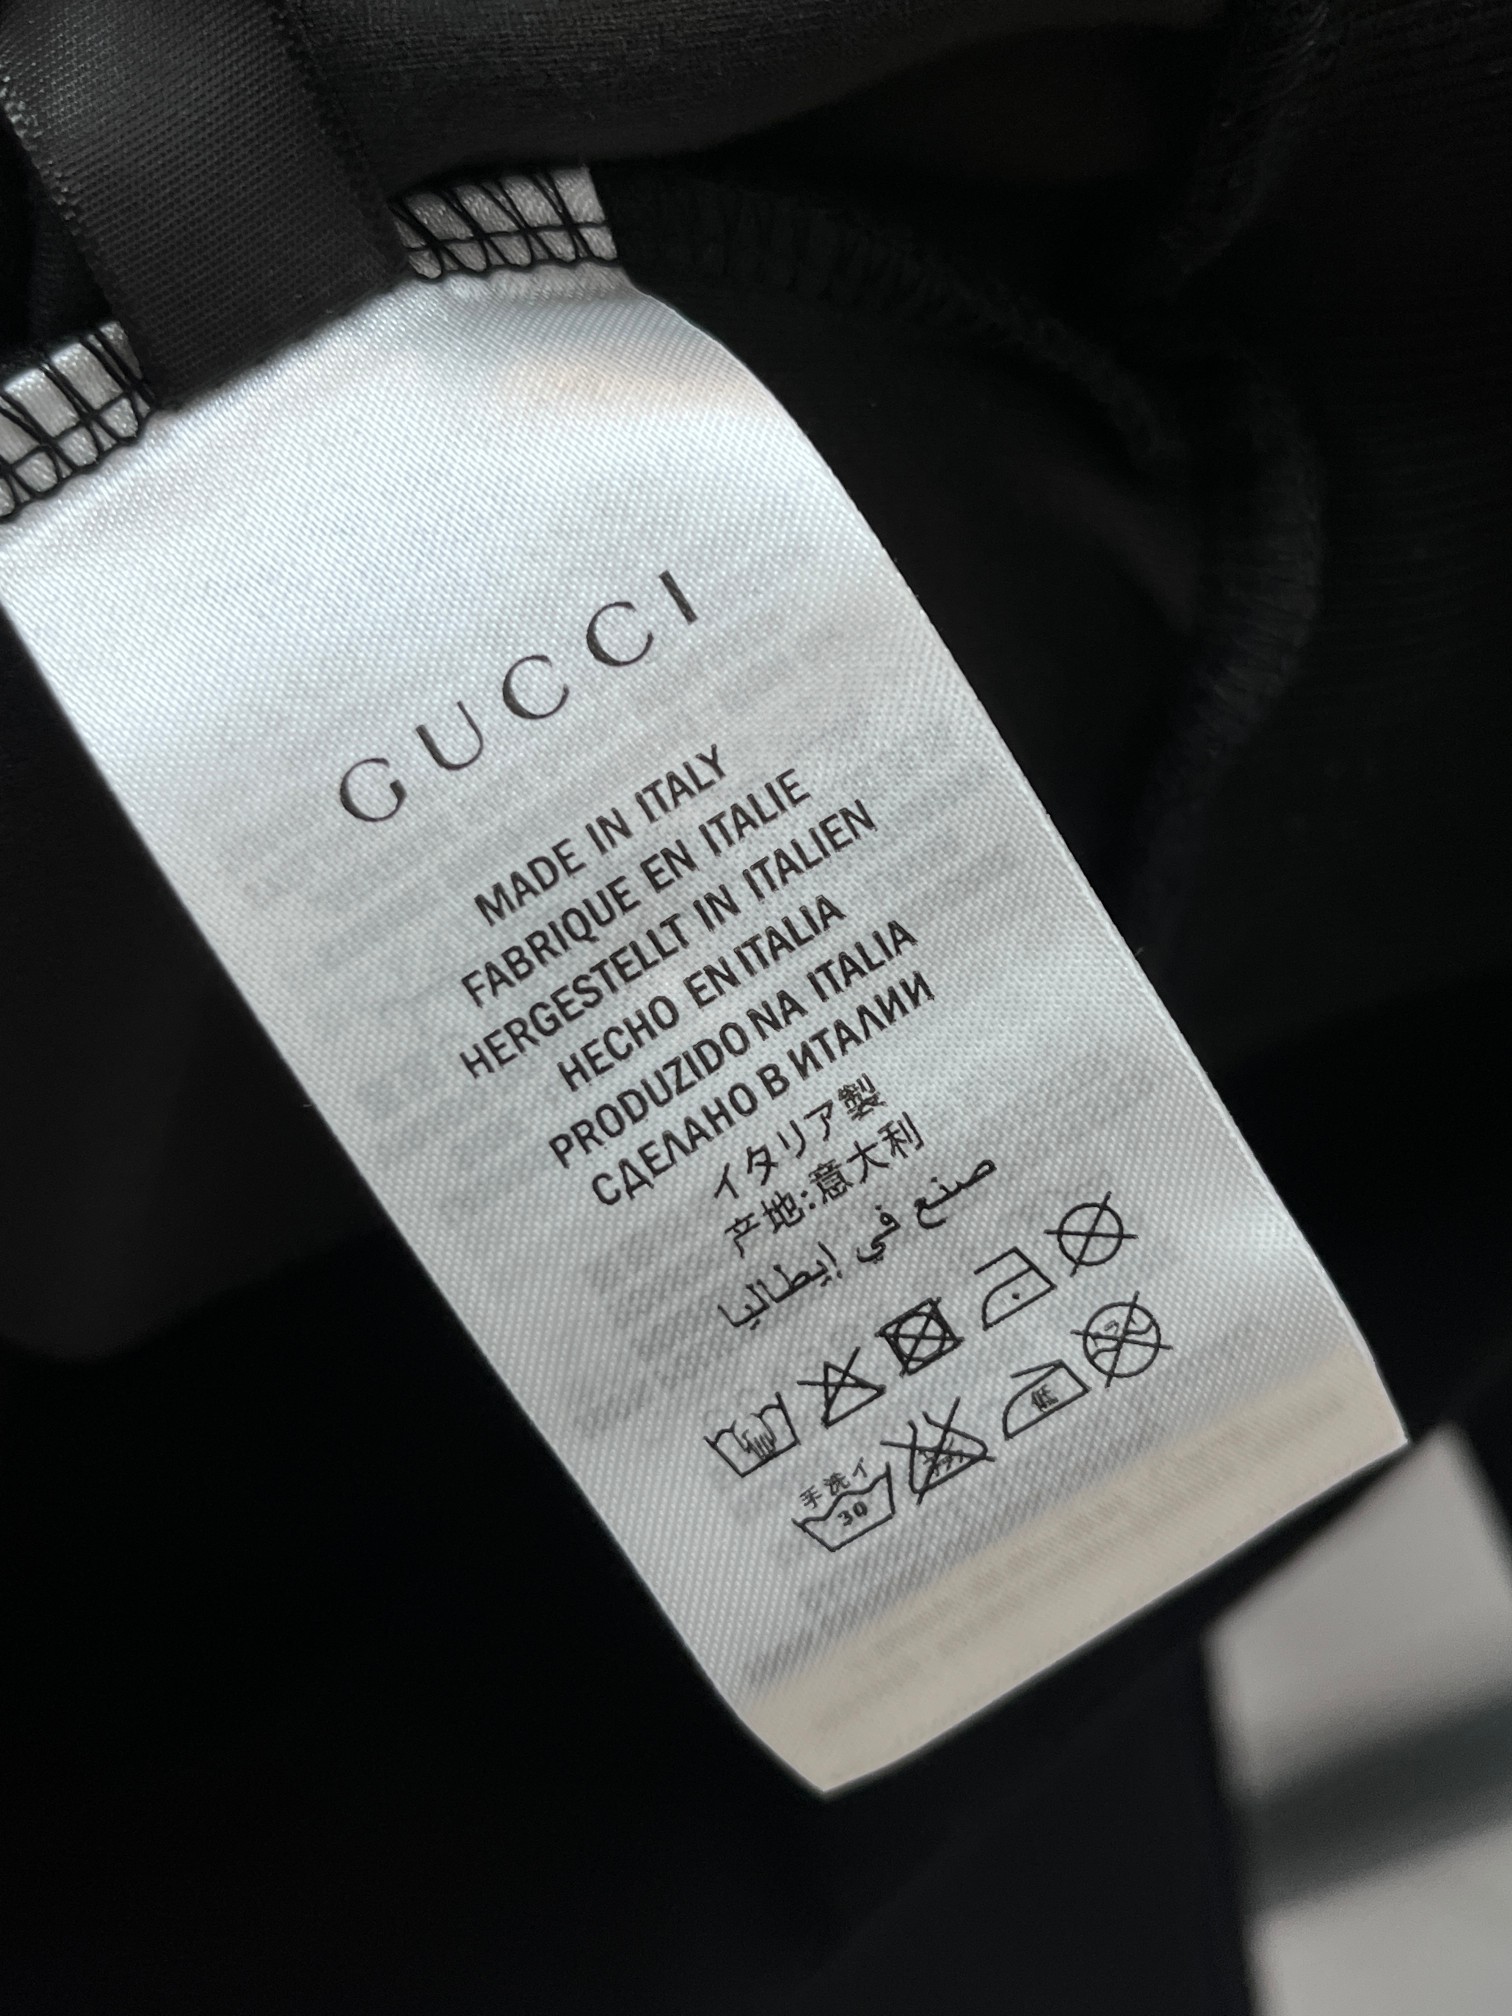 GUCCI
MADE IN ITALY
FABRIQUE EN ITALIE
HERGESTELLT IN ITALIEN
HECHO EN ITALIA
PRODUZIDO NA ITALIA
СДЕЛАНО В ИТАЛИИ
イタリア製
产地:意大利
صنع في إيطاليا
手洗イ
30
低